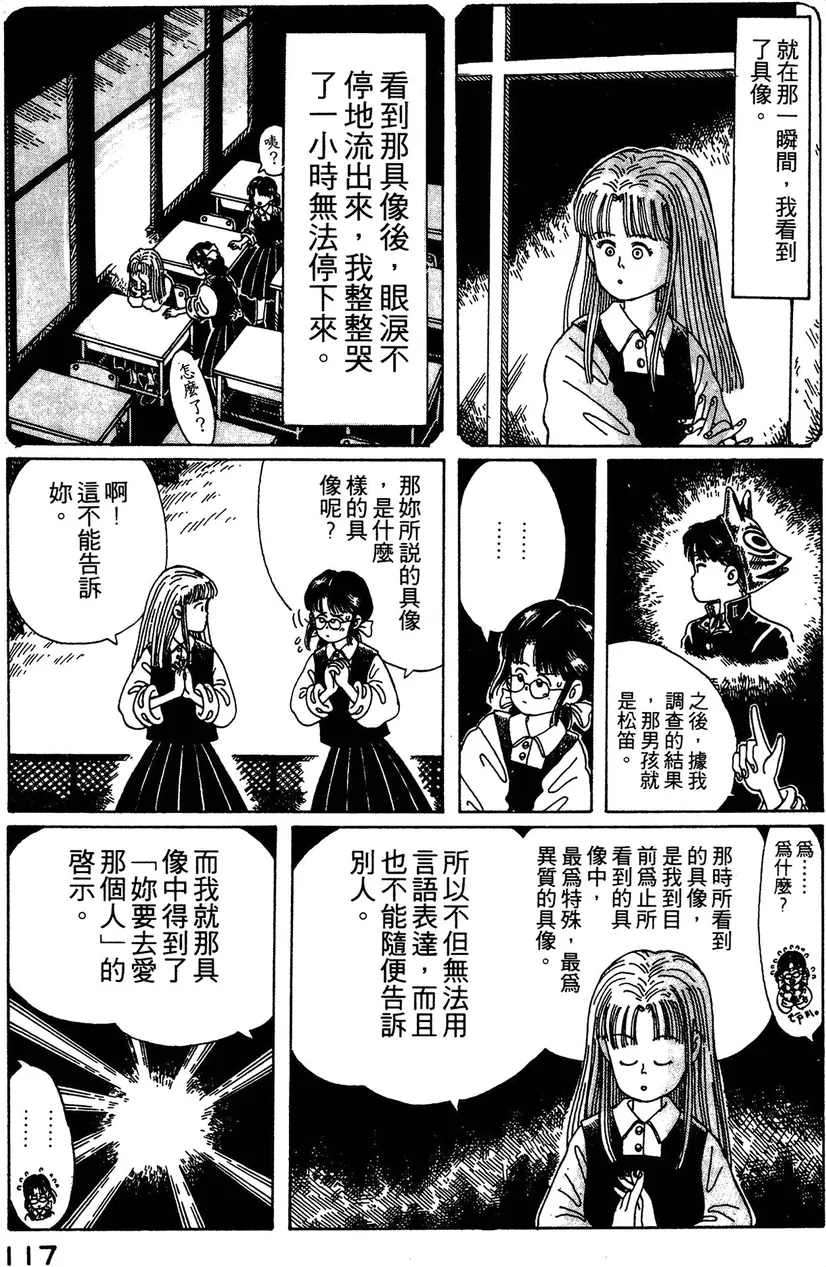 就在那一瞬間，我看到
了具像。
看到那具像後，眼淚不
停地流出來，我整整哭
了一小時無法停下來。
咦？
怎麼了？
之後，據我
調查的結果
，那男孩就
是松笛。
⋯⋯
⋯⋯
那妳所說的具像
，是什麼
樣的具
像呢？
啊！
這不能告訴
妳。
爲⋯⋯
爲什麼？
那時所看到
的具像，
是我到目
前爲止所
看到的具
像中，
最爲特殊，最爲
異質的具像。
所以不但無法用
言語表達，而且
也不能隨便告訴
別人。
而我就那具
像中得到了
「妳要去愛
那個人」的
啓示。
⋯⋯
⋯⋯
117